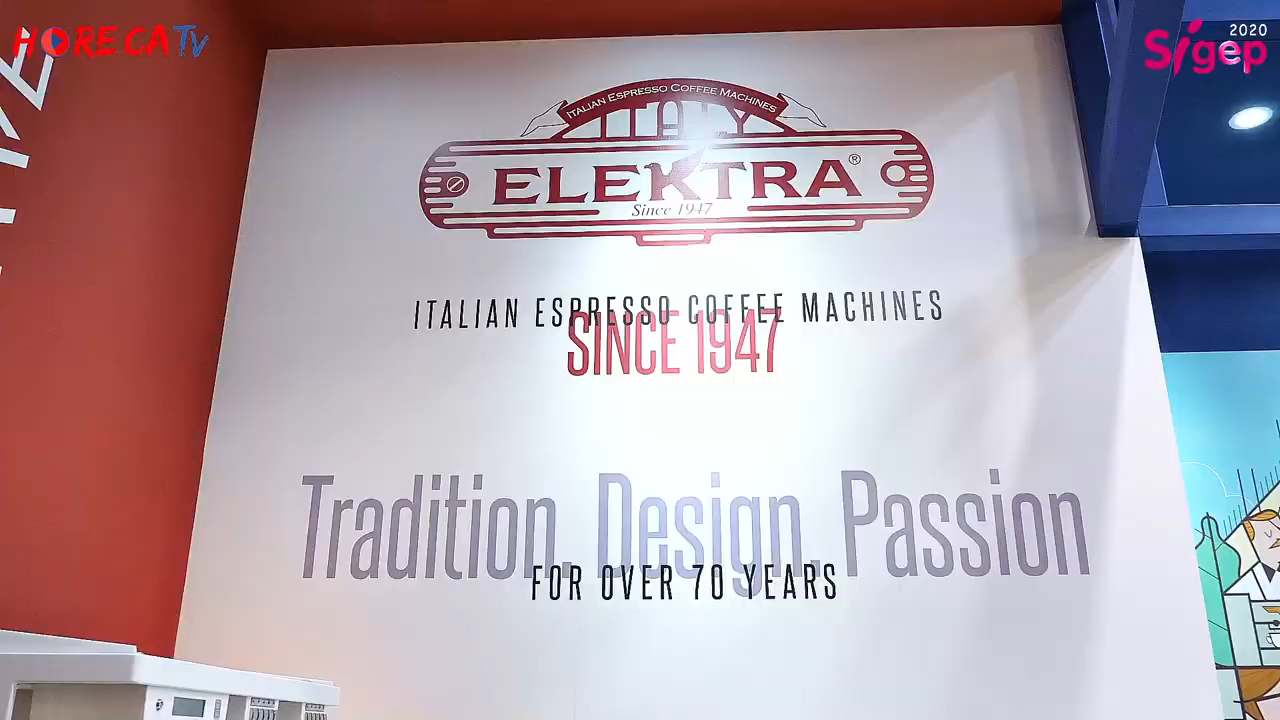 HORECATV
2020
Sigep
ITALIAN ESPRESSO COFFEE MACHINES
ITALY
ELEKTRA®
Since 1947
ITALIAN ESPRESSO COFFEE MACHINES
SINCE 1947
Tradition, Design, Passion
FOR OVER 70 YEARS